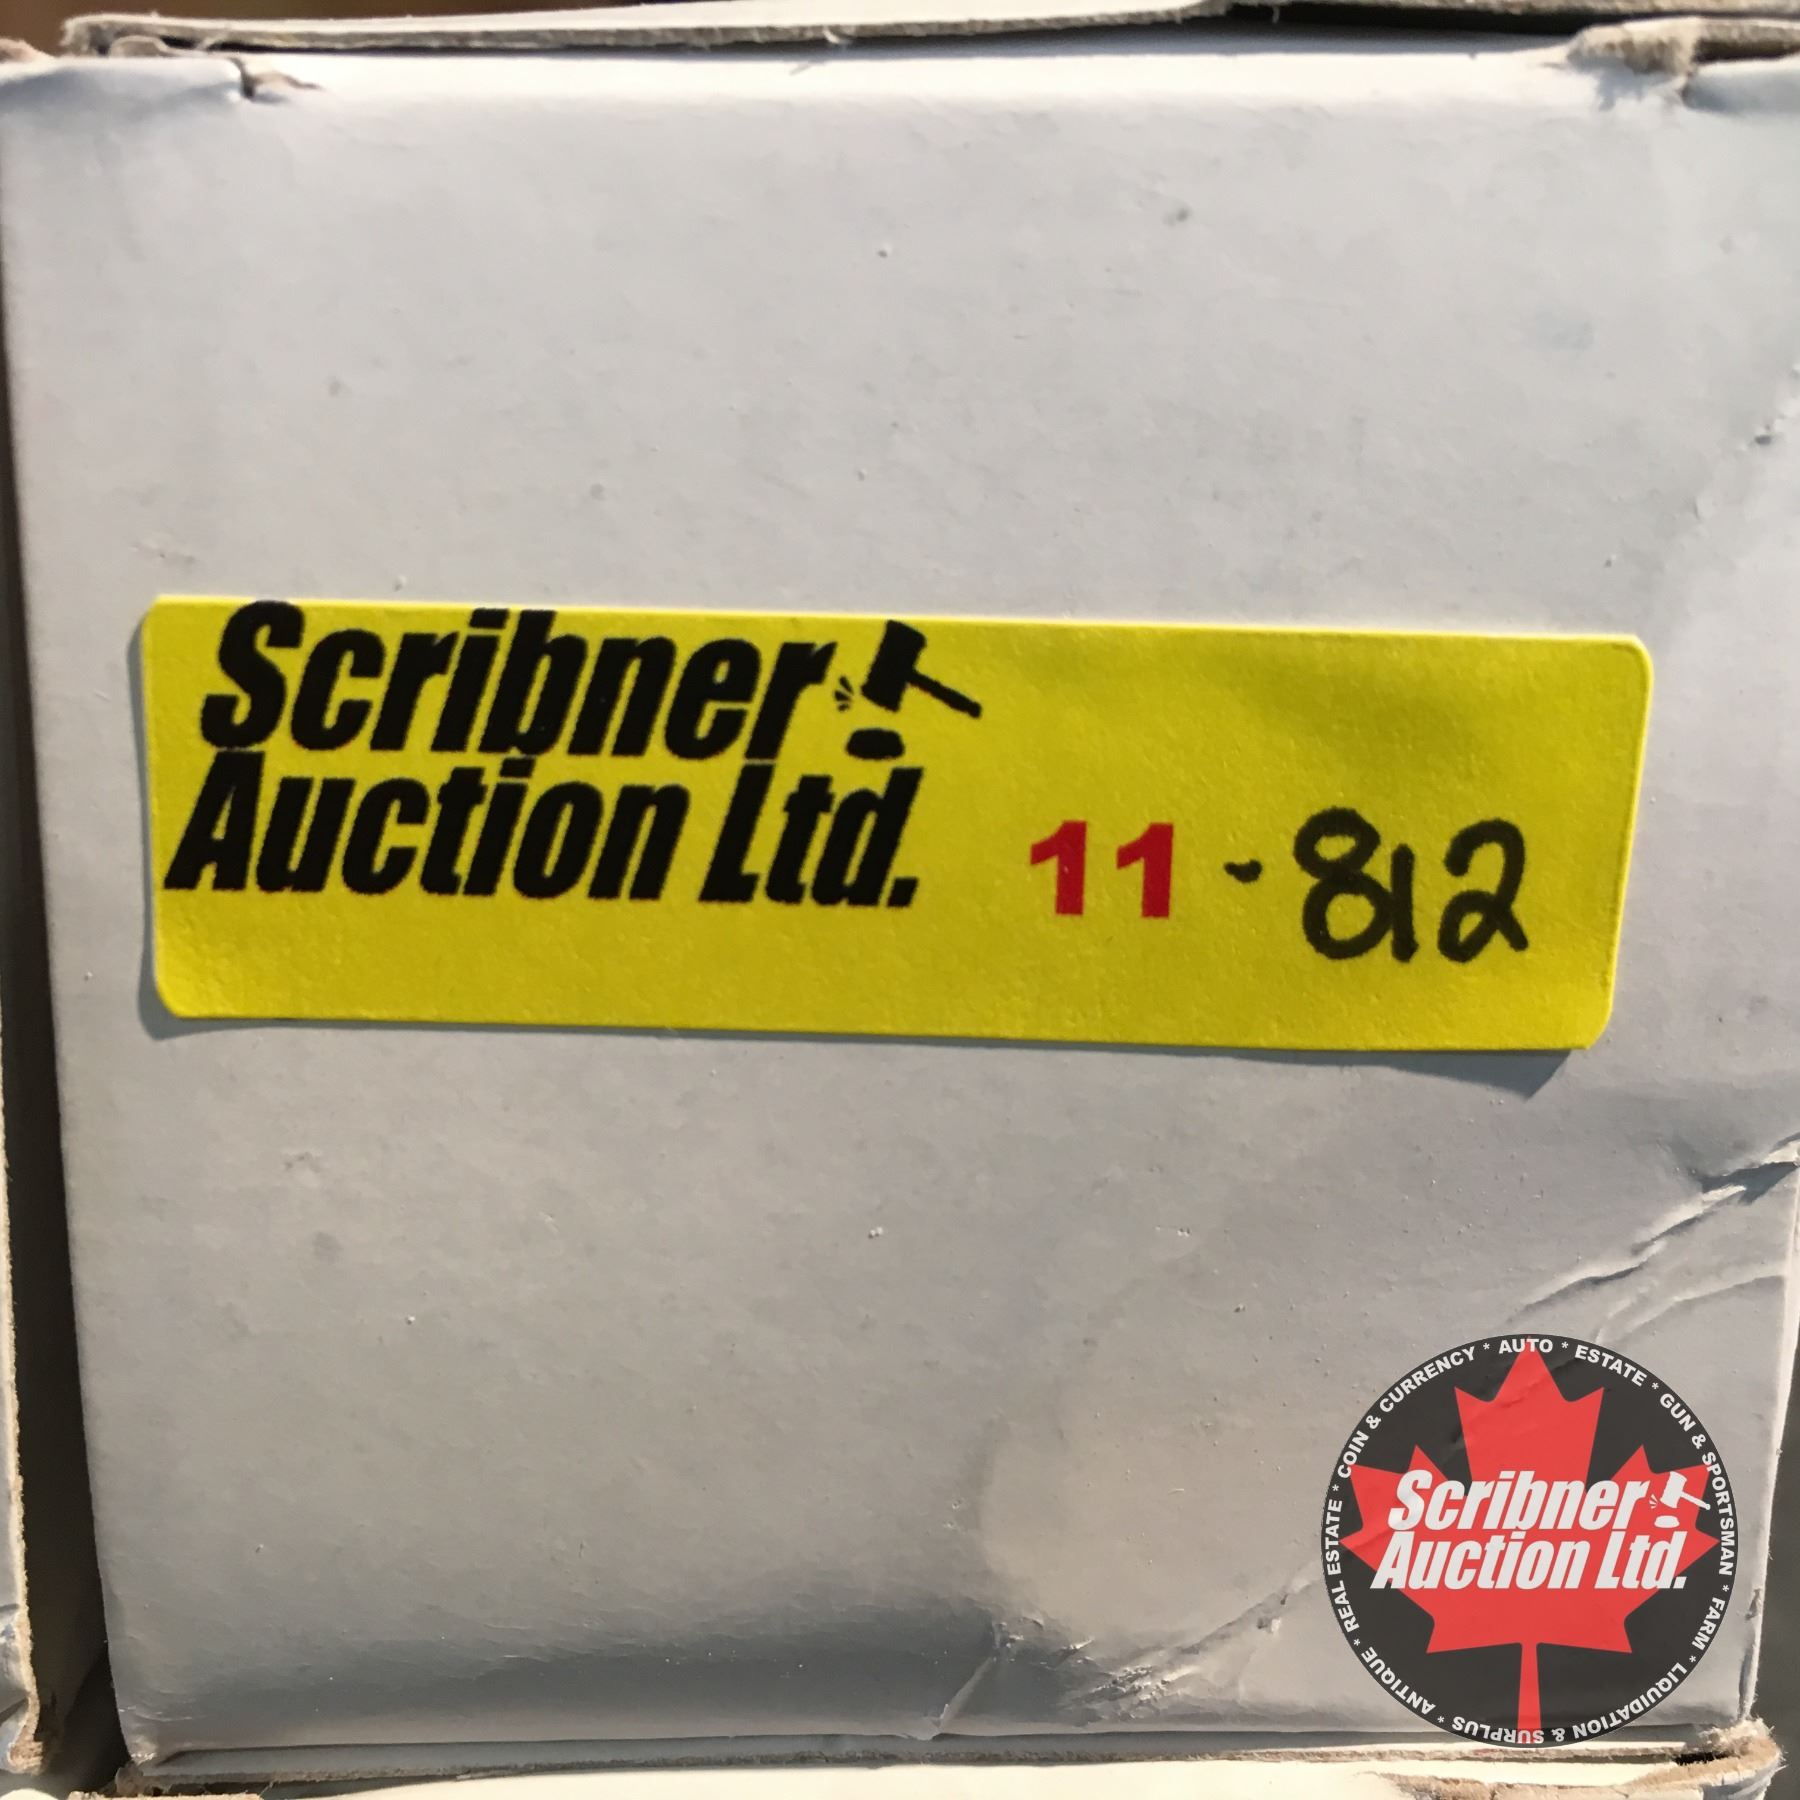 Scribner
Auction Ltd.
11 - 812
COIN & CURRENCY * AUTO * ESTATE * GUN & SPORTSMAN * FARM * LIQUIDATION & SURPLUS * ANTIQUE * REAL ESTATE *
Scribner
Auction Ltd.